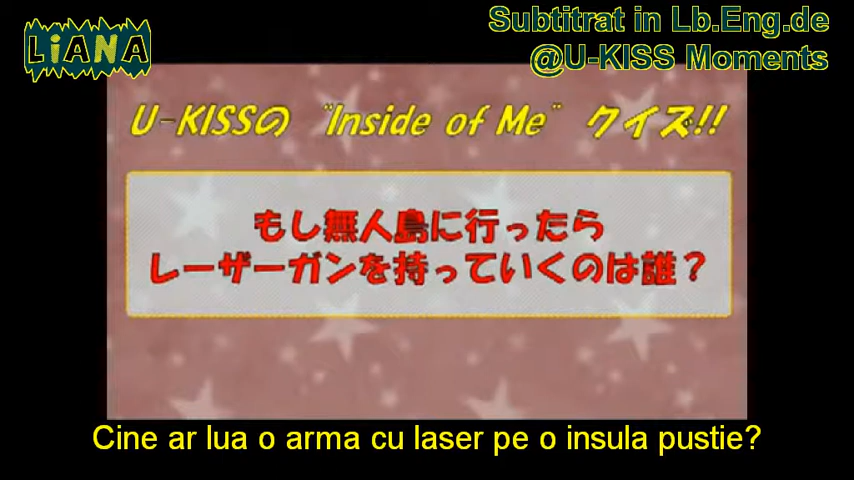 LiANA
Subtitrat in Lb.Eng.de
@U-KISS Moments
U-KISSの "Inside of Me" クイズ!!
もし無人島に行ったら
レーザーガンを持っていくのは誰？
Cine ar lua o arma cu laser pe o insula pustie?